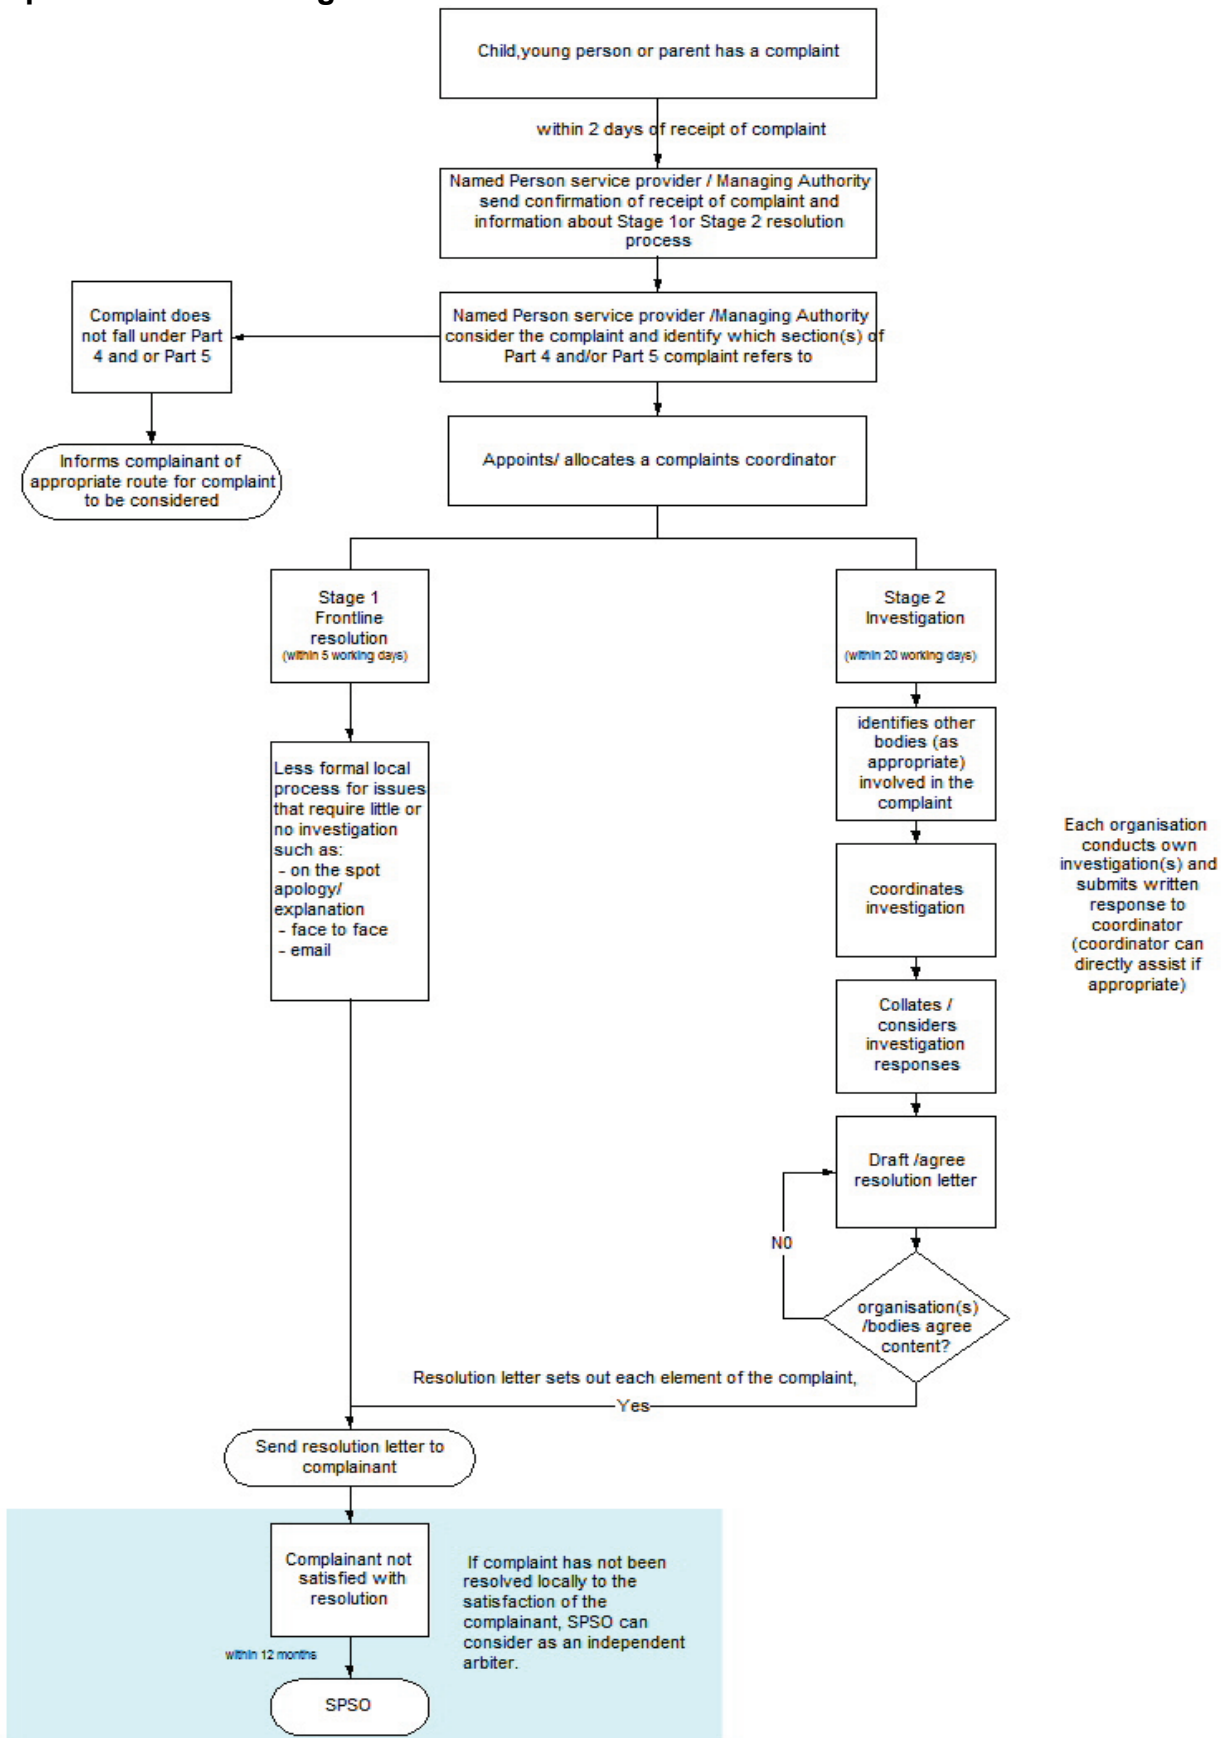 Child,young person or parent has a complaint
within 2 days of receipt of complaint
Named Person service provider / Managing Authority
send confirmation of receipt of complaint and
information about Stage 1or Stage 2 resolution
process
Complaint does
not fall under Part
4 and or Part 5
Named Person service provider /Managing Authority
consider the complaint and identify which section(s) of
Part 4 and/or Part 5 complaint refers to
Informs complainant of
appropriate route for complaint
to be considered
Appoints/ allocates a complaints coordinator
Stage 1
Frontline
resolution
(within 5 working days)
Stage 2
Investigation
(within 20 working days)
Less formal local
process for issues
that require little or
no investigation
such as:
- on the spot
apology/
explanation
- face to face
- email
identifies other
bodies (as
appropriate)
involved in the
complaint
coordinates
investigation
Each organisation
conducts own
investigation(s) and
submits written
response to
coordinator
(coordinator can
directly assist if
appropriate)
Collates /
considers
investigation
responses
Draft /agree
resolution letter
N0
organisation(s)
/bodies agree
content?
Resolution letter sets out each element of the complaint,
Yes
Send resolution letter to
complainant
Complainant not
satisfied with
resolution
If complaint has not been
resolved locally to the
satisfaction of the
complainant, SPSO can
consider as an independent
arbiter.
within 12 months
SPSO